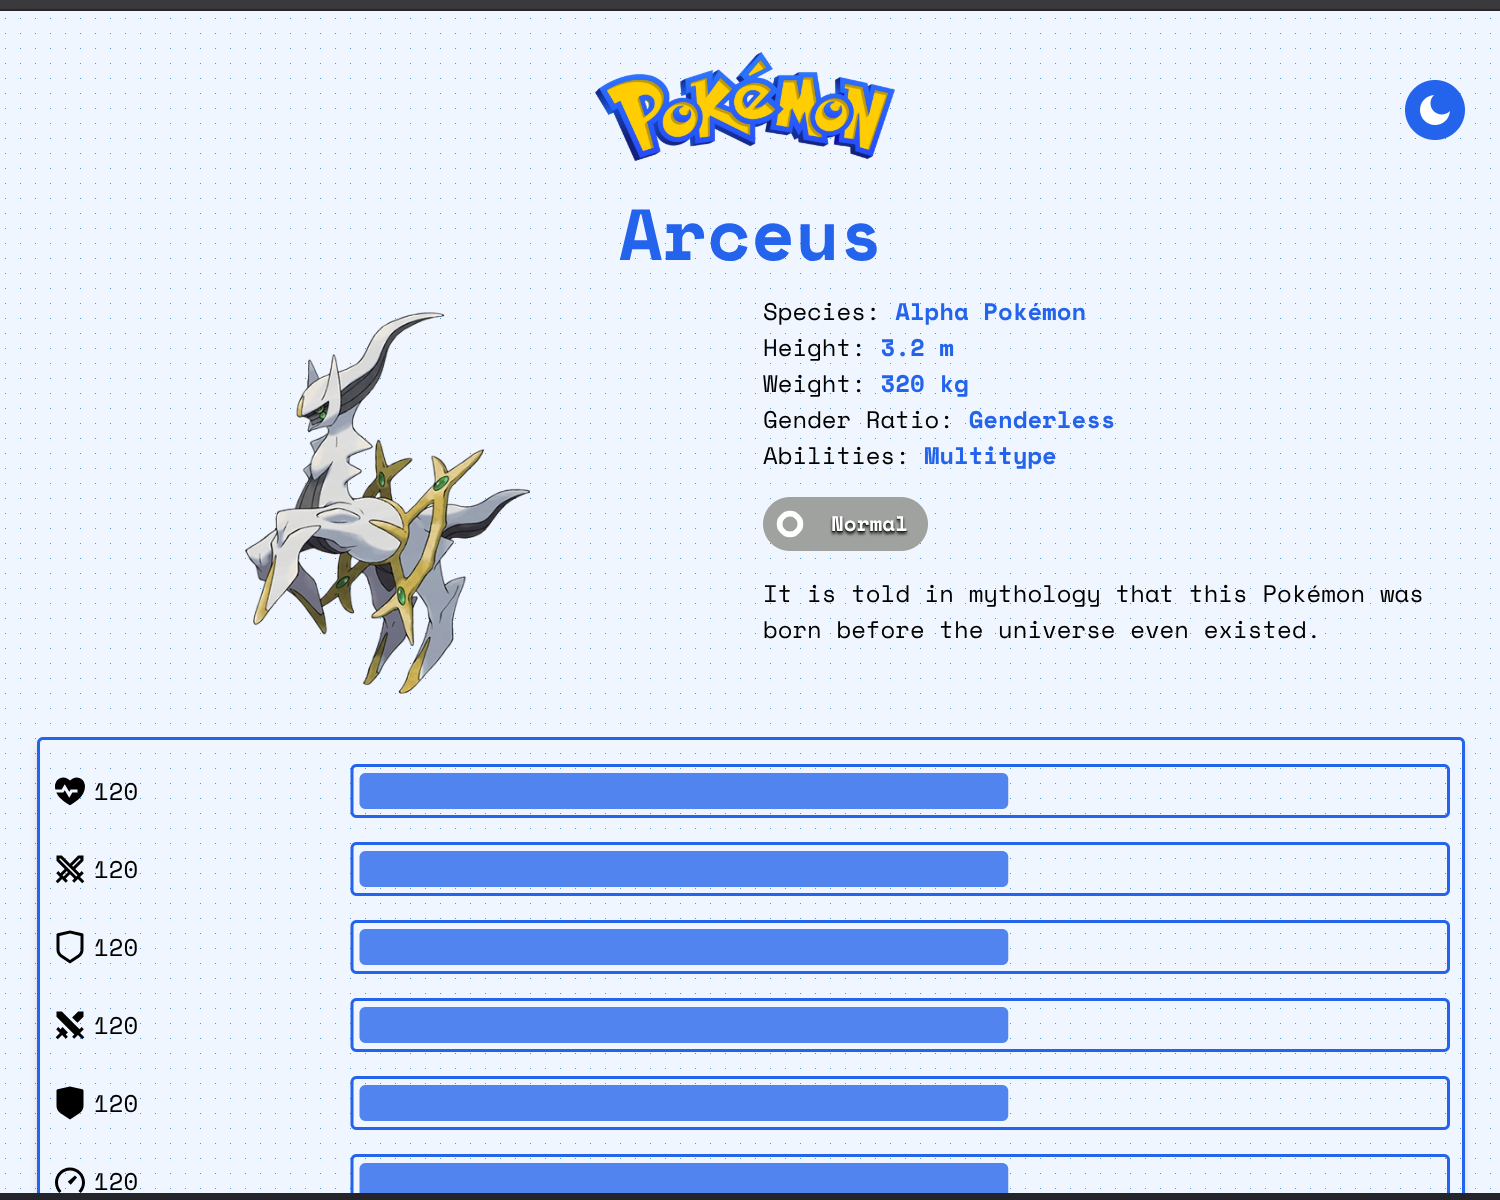 Pokémon
Arceus
Species: Alpha Pokémon
Height: 3.2 m
Weight: 320 kg
Gender Ratio: Genderless
Abilities: Multitype
Normal
It is told in mythology that this Pokémon was
born before the universe even existed.
120
120
120
120
120
120